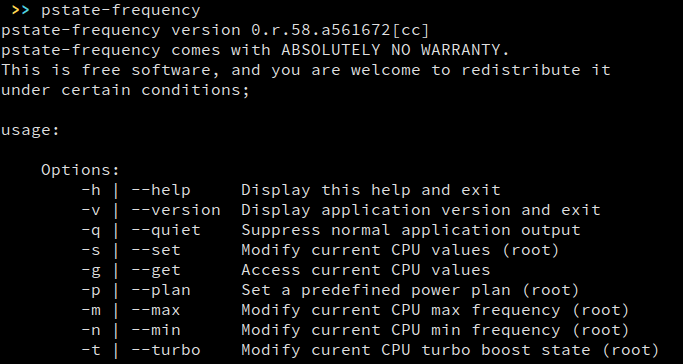 >> pstate-frequency
pstate-frequency version 0.r.58.a561672[cc]
pstate-frequency comes with ABSOLUTELY NO WARRANTY.
This is free software, and you are welcome to redistribute it
under certain conditions;
usage:
Options:
-h | --help Display this help and exit
-v | --version Display application version and exit
-q | --quiet Suppress normal application output
-s | --set Modify current CPU values (root)
-g | --get Access current CPU values
-p | --plan Set a predefined power plan (root)
-m | --max Modify current CPU max frequency (root)
-n | --min Modify current CPU min frequency (root)
-t | --turbo Modify curent CPU turbo boost state (root)